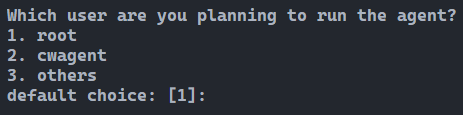 Which user are you planning to run the agent?
1. root
2. cwagent
3. others
default choice: [1]: